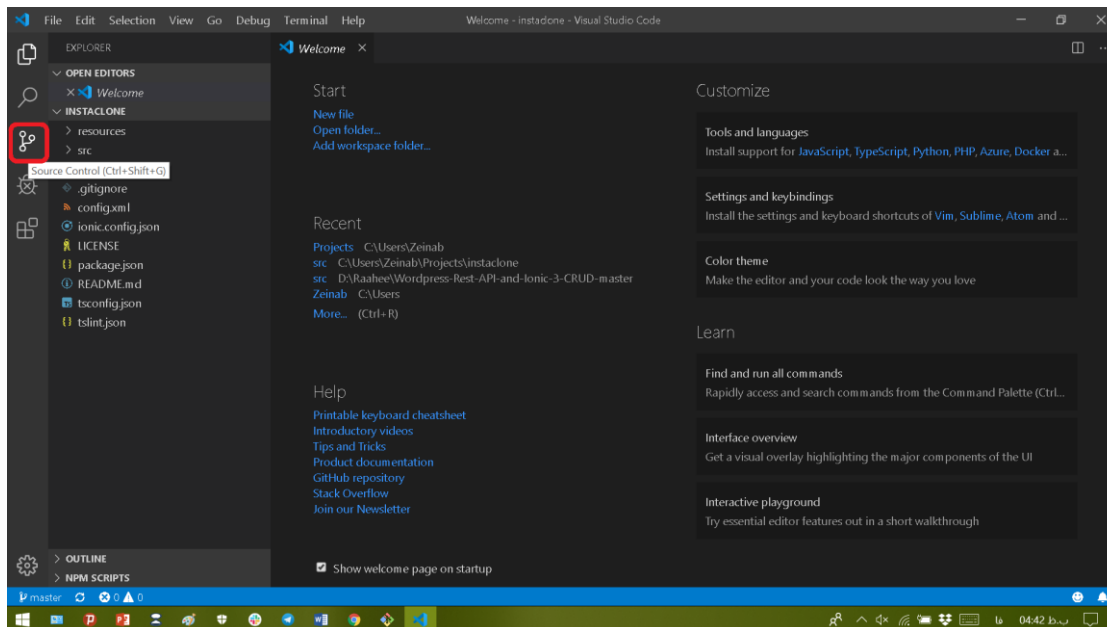 File Edit Selection View Go Debug Terminal Help Welcome - instaclone - Visual Studio Code
EXPLORER
OPEN EDITORS
Welcome
INSTACLONE
resources
src
Source Control (Ctrl+Shift+G)
.gitignore
config.xml
ionic.config.json
LICENSE
package.json
README.md
tsconfig.json
tslint.json
OUTLINE
NPM SCRIPTS
Welcome
Start
New file
Open folder...
Add workspace folder...
Recent
Projects C:\Users\Zeinab
src C:\Users\Zeinab\Projects\instaclone
src D:\Raahee\Wordpress-Rest-API-and-Ionic-3-CRUD-master
Zeinab C:\Users
More... (Ctrl+R)
Help
Printable keyboard cheatsheet
Introductory videos
Tips and Tricks
Product documentation
GitHub repository
Stack Overflow
Join our Newsletter
Show welcome page on startup
Customize
Tools and languages
Install support for JavaScript, TypeScript, Python, PHP, Azure, Docker a...
Settings and keybindings
Install the settings and keyboard shortcuts of Vim, Sublime, Atom and ...
Color theme
Make the editor and your code look the way you love
Learn
Find and run all commands
Rapidly access and search commands from the Command Palette (Ctrl...
Interface overview
Get a visual overlay highlighting the major components of the UI
Interactive playground
Try essential editor features out in a short walkthrough
master 0 0
فا 04:42 ب.ظ